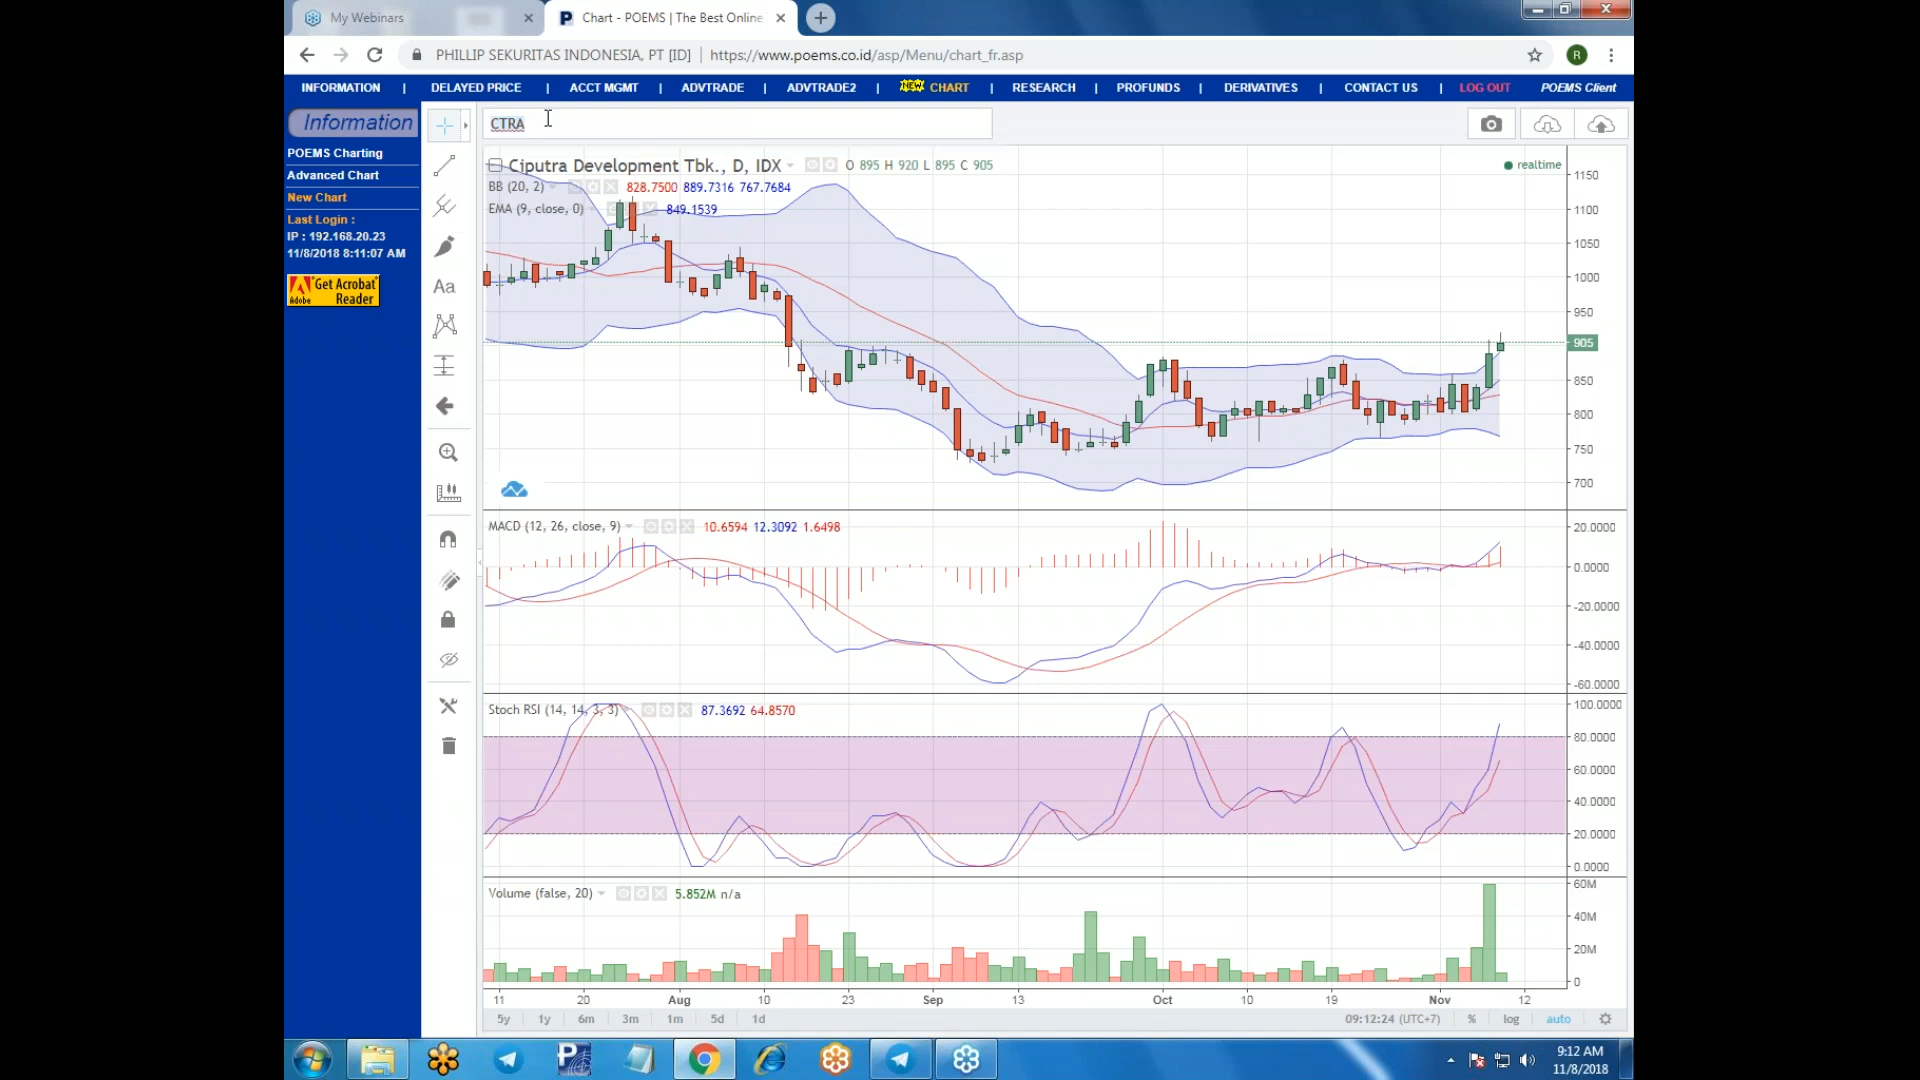 My Webinars
Chart - POEMS | The Best Online
PHILLIP SEKURITAS INDONESIA, PT [ID] | https://www.poems.co.id/asp/Menu/chart_fr.asp
R
INFORMATION | DELAYED PRICE | ACCT MGMT | ADVTRADE | ADVTRADE2 | NEW CHART | RESEARCH | PROFUNDS | DERIVATIVES | CONTACT US | LOG OUT POEMS Client
Information
POEMS Charting
Advanced Chart
New Chart
Last Login :
IP : 192.168.20.23
11/8/2018 8:11:07 AM
Get Acrobat
Adobe Reader
Aa
CTRA
Ciputra Development Tbk., D, IDX O 895 H 920 L 895 C 905
realtime
BB (20, 2) 828.7500 889.7316 767.7684
EMA (9, close, 0) 849.1539
1150
1100
1050
1000
950
905
850
800
750
700
MACD (12, 26, close, 9) 10.6594 12.3092 1.6498
20.0000
0.0000
-20.0000
-40.0000
-60.0000
Stoch RSI (14, 14, 3, 3) 87.3692 64.8570
100.0000
80.0000
60.0000
40.0000
20.0000
0.0000
Volume (false, 20) 5.852M n/a
60M
40M
20M
0
11 20 Aug 10 23 Sep 13 Oct 10 19 Nov 12
5y 1y 6m 3m 1m 5d 1d
09:12:24 (UTC+7) % log auto
9:12 AM
11/8/2018